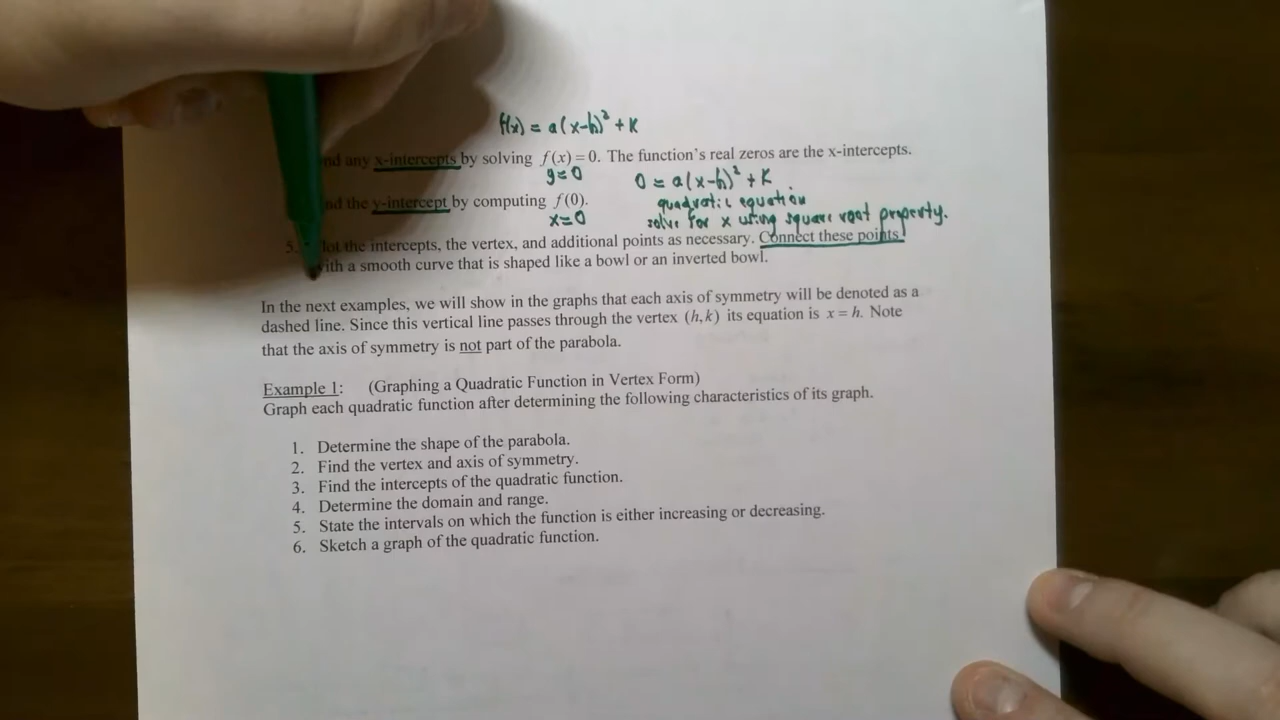 f(x) = a(x-h)² + k
nd any x-intercepts by solving f(x) = 0. The function's real zeros are the x-intercepts.
y=0 0 = a(x-h)² + k
nd the y-intercept by computing f(0). quadratic equation
x=0 solve for x using square root property.
5. lot the intercepts, the vertex, and additional points as necessary. Connect these points
ith a smooth curve that is shaped like a bowl or an inverted bowl.
In the next examples, we will show in the graphs that each axis of symmetry will be denoted as a
dashed line. Since this vertical line passes through the vertex (h,k) its equation is x = h. Note
that the axis of symmetry is not part of the parabola.
Example 1: (Graphing a Quadratic Function in Vertex Form)
Graph each quadratic function after determining the following characteristics of its graph.
1. Determine the shape of the parabola.
2. Find the vertex and axis of symmetry.
3. Find the intercepts of the quadratic function.
4. Determine the domain and range.
5. State the intervals on which the function is either increasing or decreasing.
6. Sketch a graph of the quadratic function.